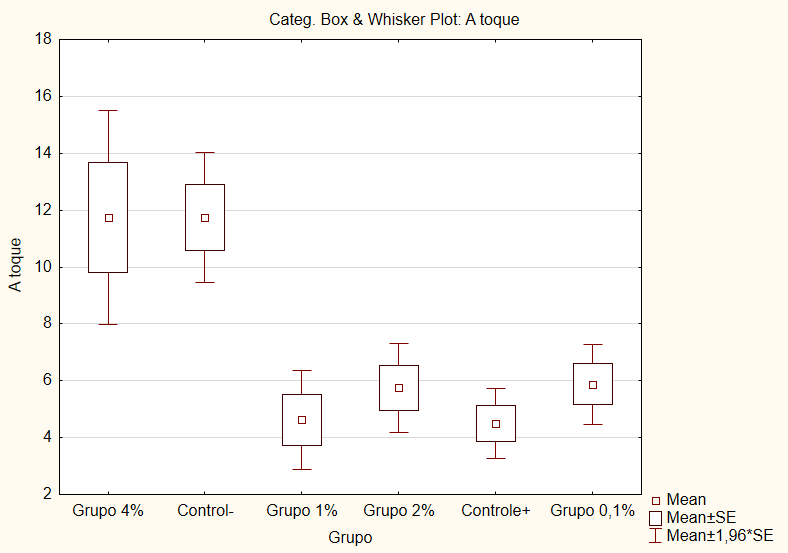 Categ. Box & Whisker Plot: A toque
18
16
14
12
10
8
6
4
2
A toque
Grupo 4% Control- Grupo 1% Grupo 2% Controle+ Grupo 0,1%
Grupo
Mean
Mean±SE
Mean±1,96*SE